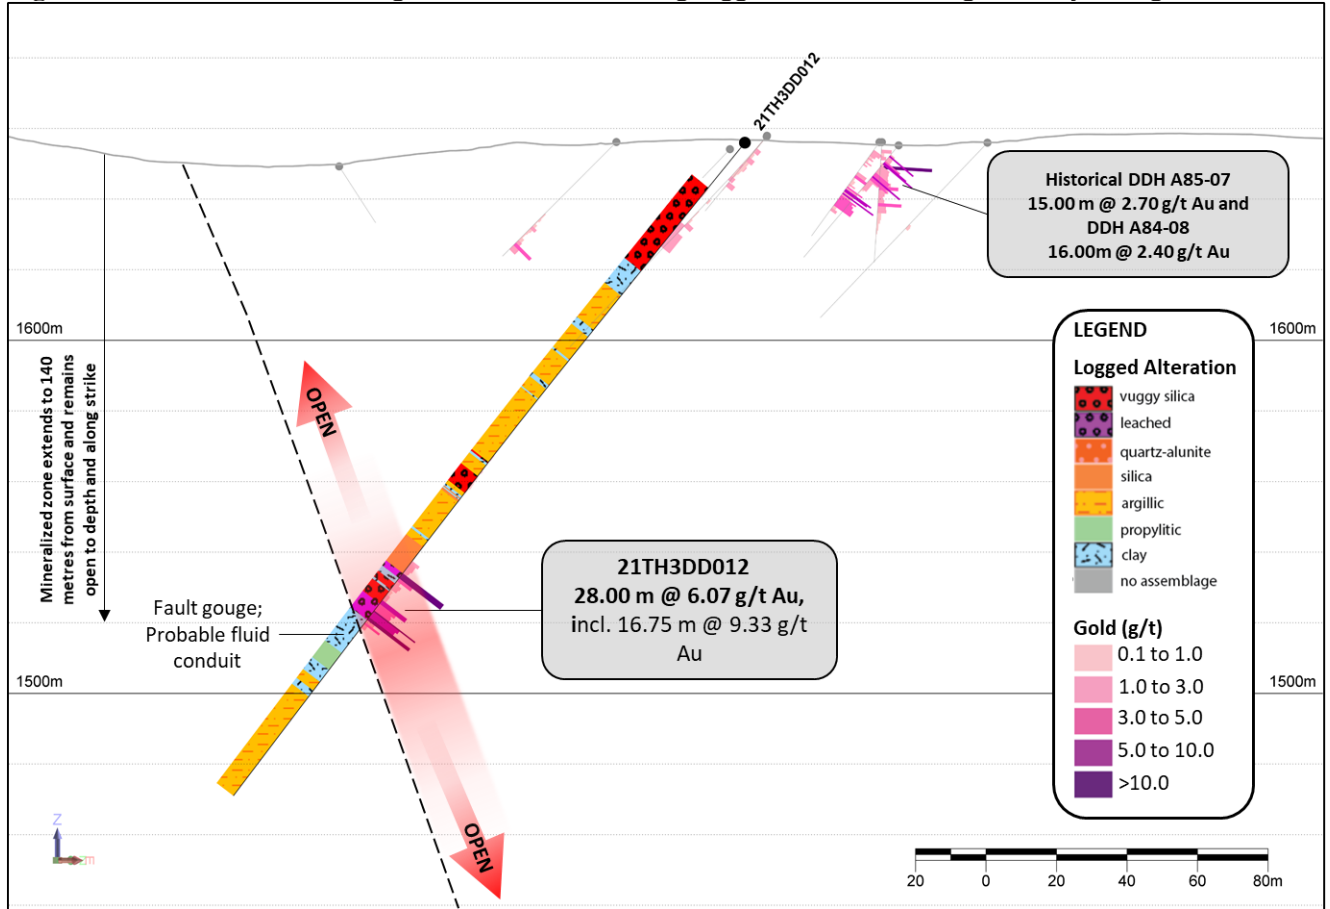 21TH3DD012
Historical DDH A85-07
15.00 m @ 2.70 g/t Au and
DDH A84-08
16.00m @ 2.40 g/t Au
1600m
1600m
Mineralized zone extends to 140
metres from surface and remains
open to depth and along strike
OPEN
LEGEND
Logged Alteration
vuggy silica
leached
quartz-alunite
silica
argillic
propylitic
clay
no assemblage
Gold (g/t)
0.1 to 1.0
1.0 to 3.0
3.0 to 5.0
5.0 to 10.0
>10.0
21TH3DD012
28.00 m @ 6.07 g/t Au,
incl. 16.75 m @ 9.33 g/t
Au
Fault gouge;
Probable fluid
conduit
1500m
1500m
OPEN
Z
20 0 20 40 60 80m